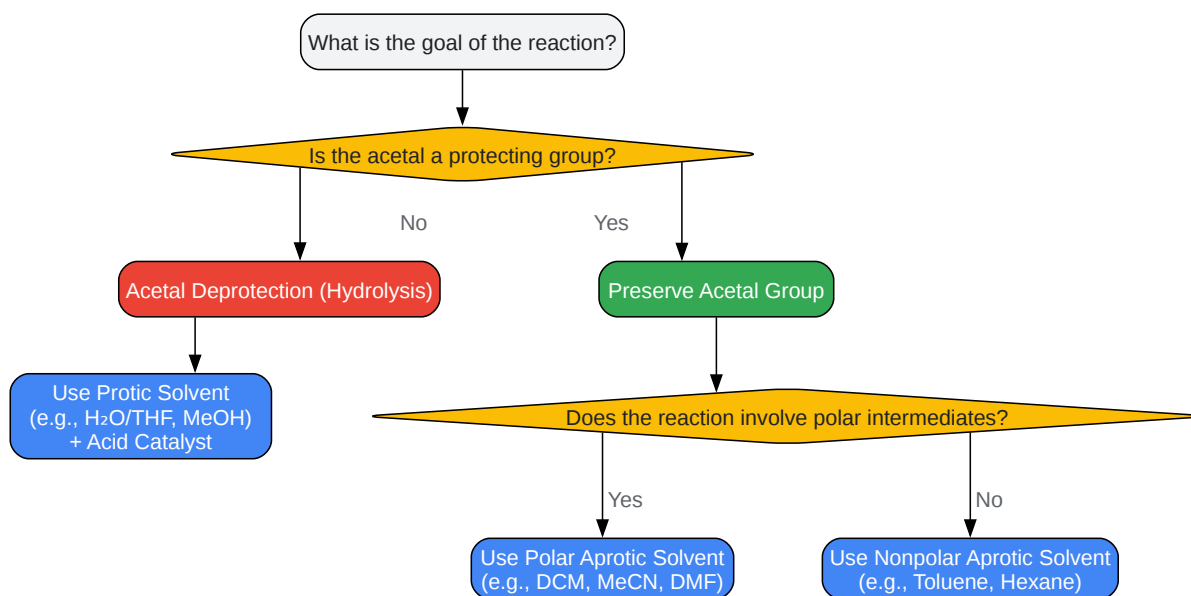 What is the goal of the reaction?
Is the acetal a protecting group?
No
Yes
Acetal Deprotection (Hydrolysis)
Preserve Acetal Group
Use Protic Solvent
(e.g., H₂O/THF, MeOH)
+ Acid Catalyst
Does the reaction involve polar intermediates?
Yes
No
Use Polar Aprotic Solvent
(e.g., DCM, MeCN, DMF)
Use Nonpolar Aprotic Solvent
(e.g., Toluene, Hexane)